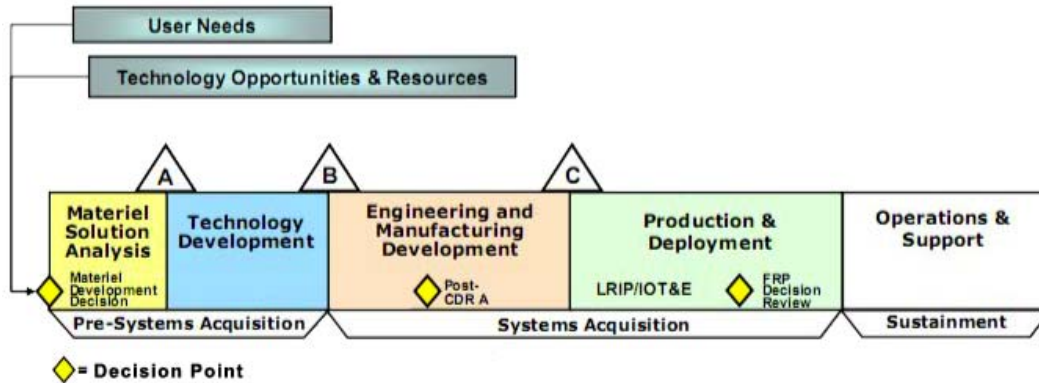 User Needs
Technology Opportunities & Resources
A
B
C
Materiel
Solution
Analysis
Materiel
Development
Decision
Technology
Development
Engineering and
Manufacturing
Development
Post-
CDR A
Production &
Deployment
LRIP/IOT&E
FRP
Decision
Review
Operations &
Support
Pre-Systems Acquisition
Systems Acquisition
Sustainment
= Decision Point